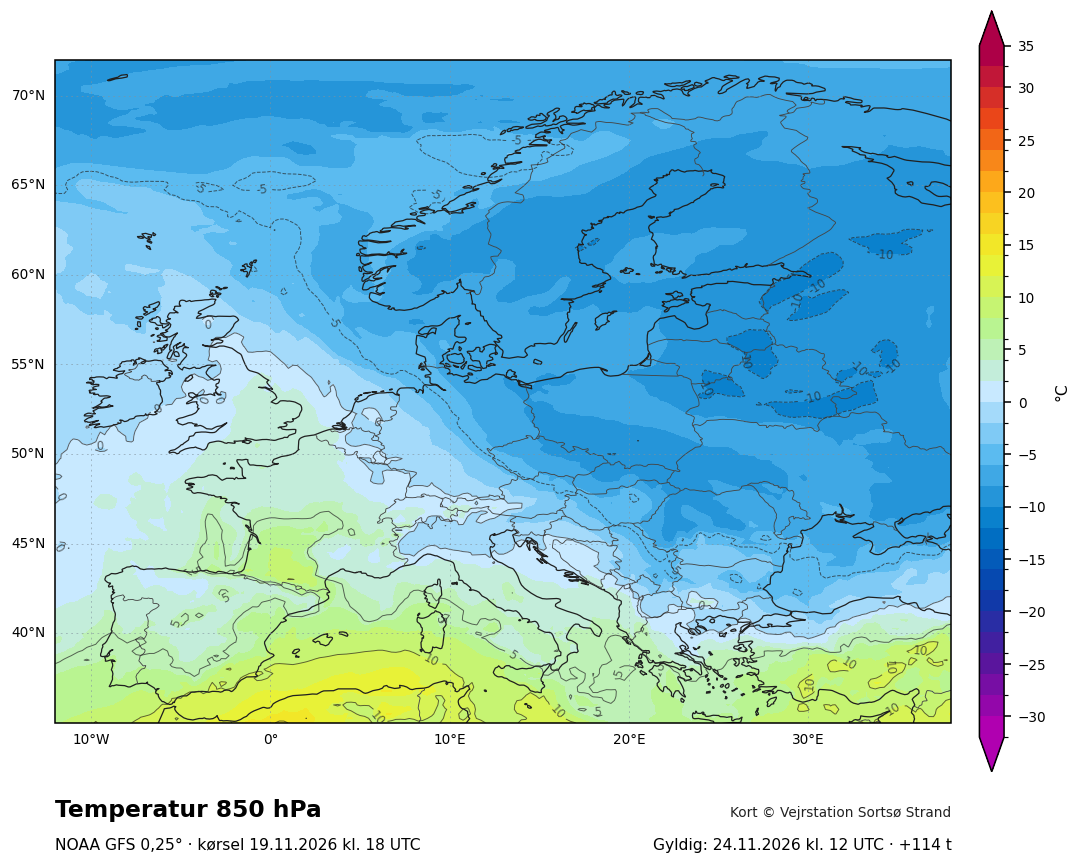 70°N
65°N
60°N
55°N
50°N
45°N
40°N
10°W
0°
10°E
20°E
30°E
35
30
25
20
15
10
5
0
−5
−10
−15
−20
−25
−30
°C
Temperatur 850 hPa
Kort © Vejrstation Sortsø Strand
NOAA GFS 0,25° · kørsel 19.11.2026 kl. 18 UTC
Gyldig: 24.11.2026 kl. 12 UTC · +114 t